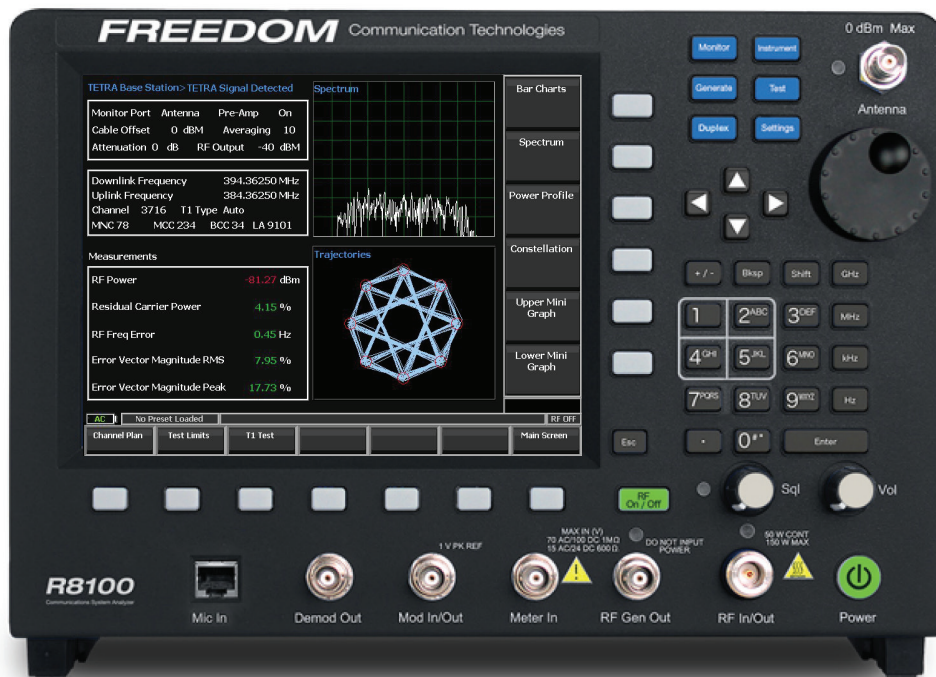 FREEDOM Communication Technologies
0 dBm Max
Antenna
Monitor Instrument
Generate Test
Duplex Settings
TETRA Base Station>TETRA Signal Detected
Monitor Port Antenna Pre-Amp On
Cable Offset 0 dBM Averaging 10
Attenuation 0 dB RF Output -40 dBM
Downlink Frequency 394.36250 MHz
Uplink Frequency 384.36250 MHz
Channel 3716 T1 Type Auto
MNC 78 MCC 234 BCC 34 LA 9101
Measurements
RF Power -81.27 dBm
Residual Carrier Power 4.15 %
RF Freq Error 0.45 Hz
Error Vector Magnitude RMS 7.95 %
Error Vector Magnitude Peak 17.73 %
Spectrum
Trajectories
Bar Charts
Spectrum
Power Profile
Constellation
Upper Mini
Graph
Lower Mini
Graph
AC No Preset Loaded RF OFF
Channel Plan Test Limits T1 Test Main Screen
+ / - Bksp Shift GHz
1 2ABC 3DEF MHz
4GHI 5JKL 6MNO kHz
7PQRS 8TUV 9WXYZ Hz
Esc . 0#* Enter
RF
On / Off
Sql
Vol
1 V PK REF
MAX IN (V)
70 AC/100 DC 1MΩ
15 AC/24 DC 600Ω
DO NOT INPUT
POWER
50 W CONT
150 W MAX
R8100
Communications System Analyzer
Mic In Demod Out Mod In/Out Meter In RF Gen Out RF In/Out Power